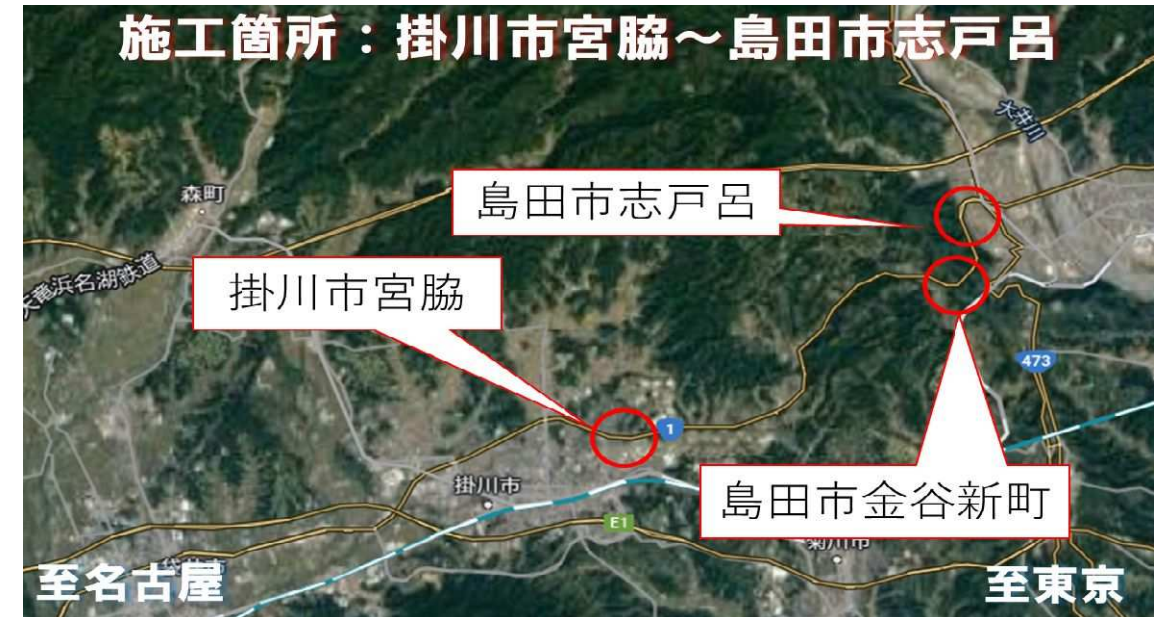 施工箇所：掛川市宮脇～島田市志戸呂
大井川
森町
島田市志戸呂
天竜浜名湖鉄道
掛川市宮脇
473
1
掛川市
E1
島田市金谷新町
菊川市
至名古屋
至東京